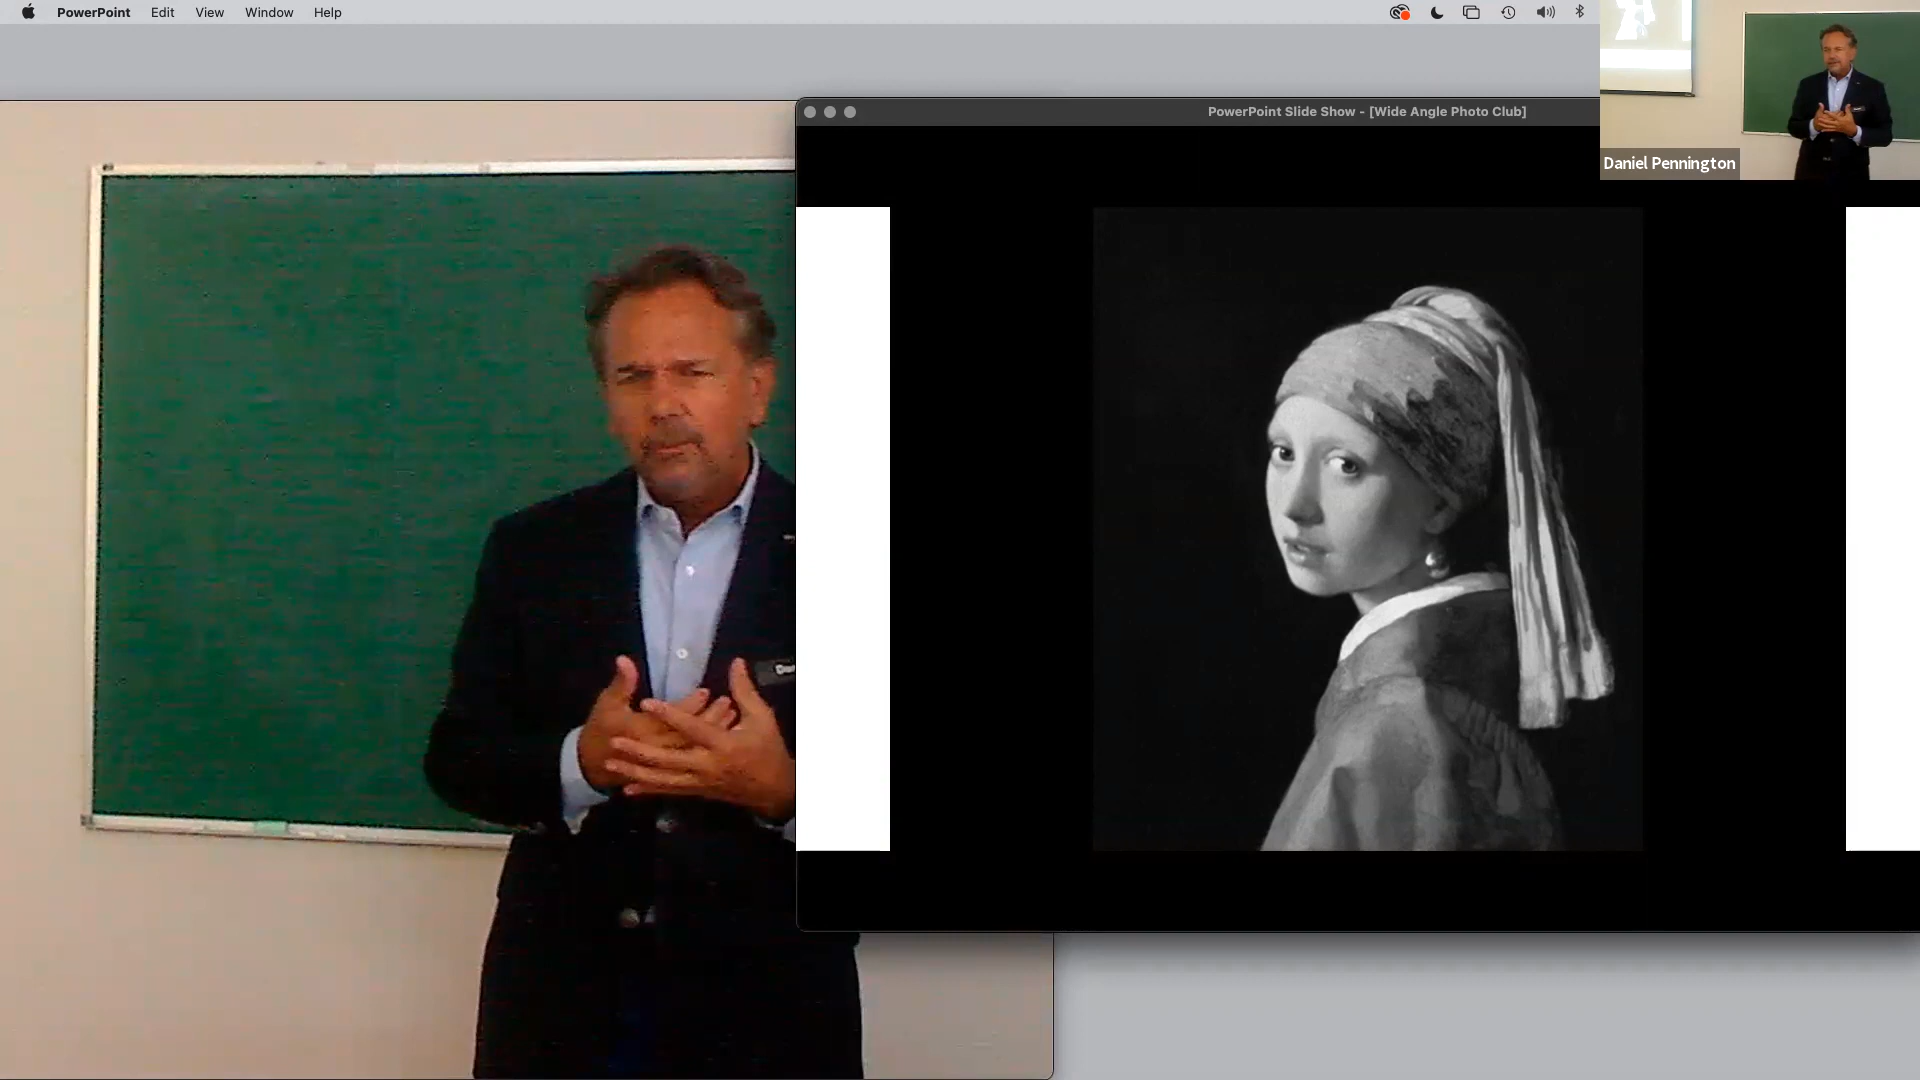 PowerPoint Edit View Window Help
PowerPoint Slide Show - [Wide Angle Photo Club]
Daniel Pennington